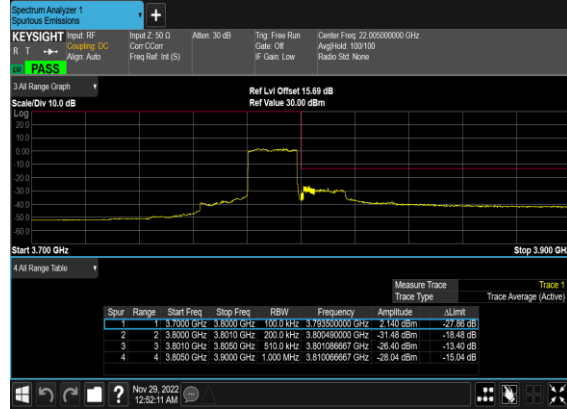 Spectrum Analyzer 1
Spurious Emissions
KEYSIGHT Input: RF Input Z: 50 Ω Atten: 30 dB Trig: Free Run Center Freq: 22.005000000 GHz
R T Coupling: DC Corr CCorr Gate: Off Avg|Hold: 100/100
Align: Auto Freq Ref: Int (S) IF Gain: Low Radio Std: None
PASS
3 All Range Graph
Ref Lvl Offset 15.69 dB
Scale/Div 10.0 dB Ref Value 30.00 dBm
Log
20.0
10.0
0.00
-10.0
-20.0
-30.0
-40.0
-50.0
-60.0
Start 3.700 GHz Stop 3.900 GHz
4 All Range Table
Measure Trace Trace 1
Trace Type Trace Average (Active)
Spur Range Start Freq Stop Freq RBW Frequency Amplitude ΔLimit
1 1 3.7000 GHz 3.8000 GHz 100.0 kHz 3.793500000 GHz 2.140 dBm -27.86 dB
2 2 3.8000 GHz 3.8010 GHz 200.0 kHz 3.800490000 GHz -31.48 dBm -18.48 dB
3 3 3.8010 GHz 3.8050 GHz 510.0 kHz 3.801086667 GHz -26.40 dBm -13.40 dB
4 4 3.8050 GHz 3.9000 GHz 1.000 MHz 3.810066667 GHz -28.04 dBm -15.04 dB
? Nov 29, 2022
12:52:11 AM